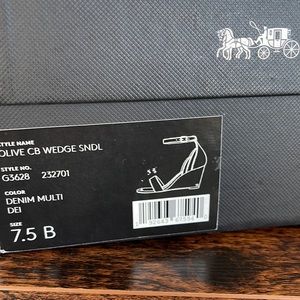 STYLE NAME
OLIVE CB WEDGE SNDL
STYLE NO.
G3628 232701
COLOR
DENIM MULTI
DEI
SIZE
7.5 B